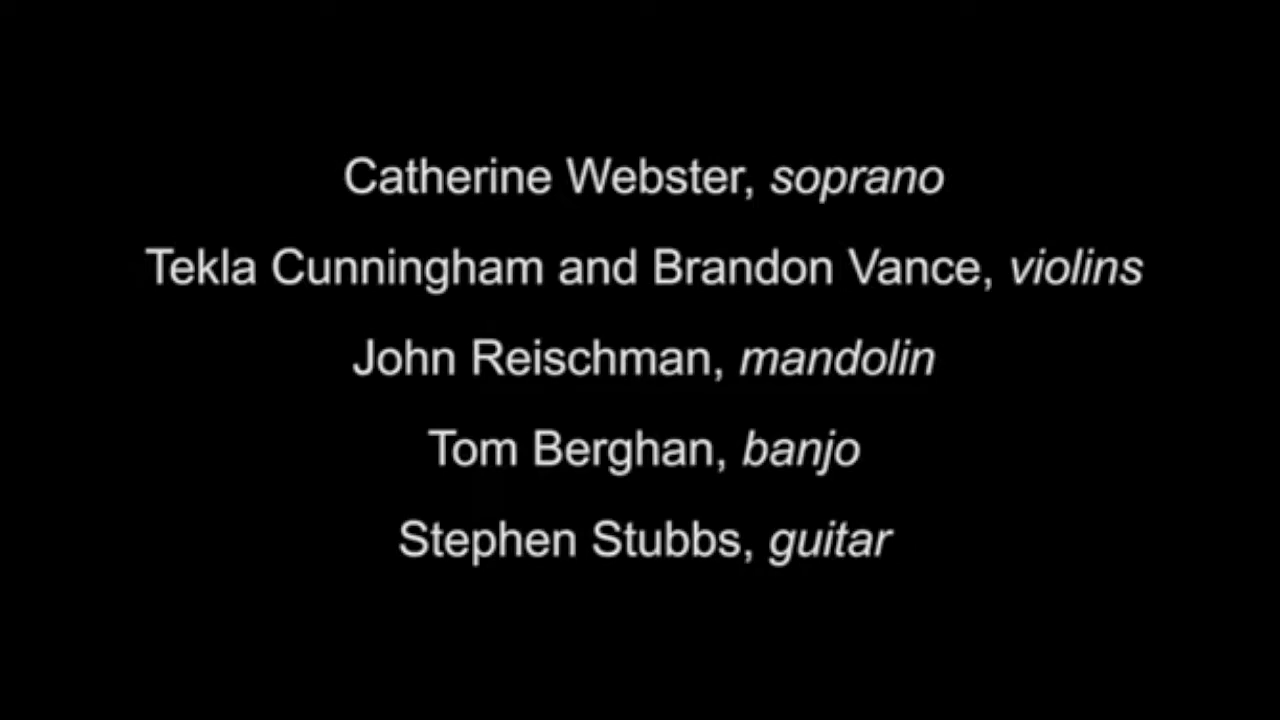 Catherine Webster, soprano
Tekla Cunningham and Brandon Vance, violins
John Reischman, mandolin
Tom Berghan, banjo
Stephen Stubbs, guitar